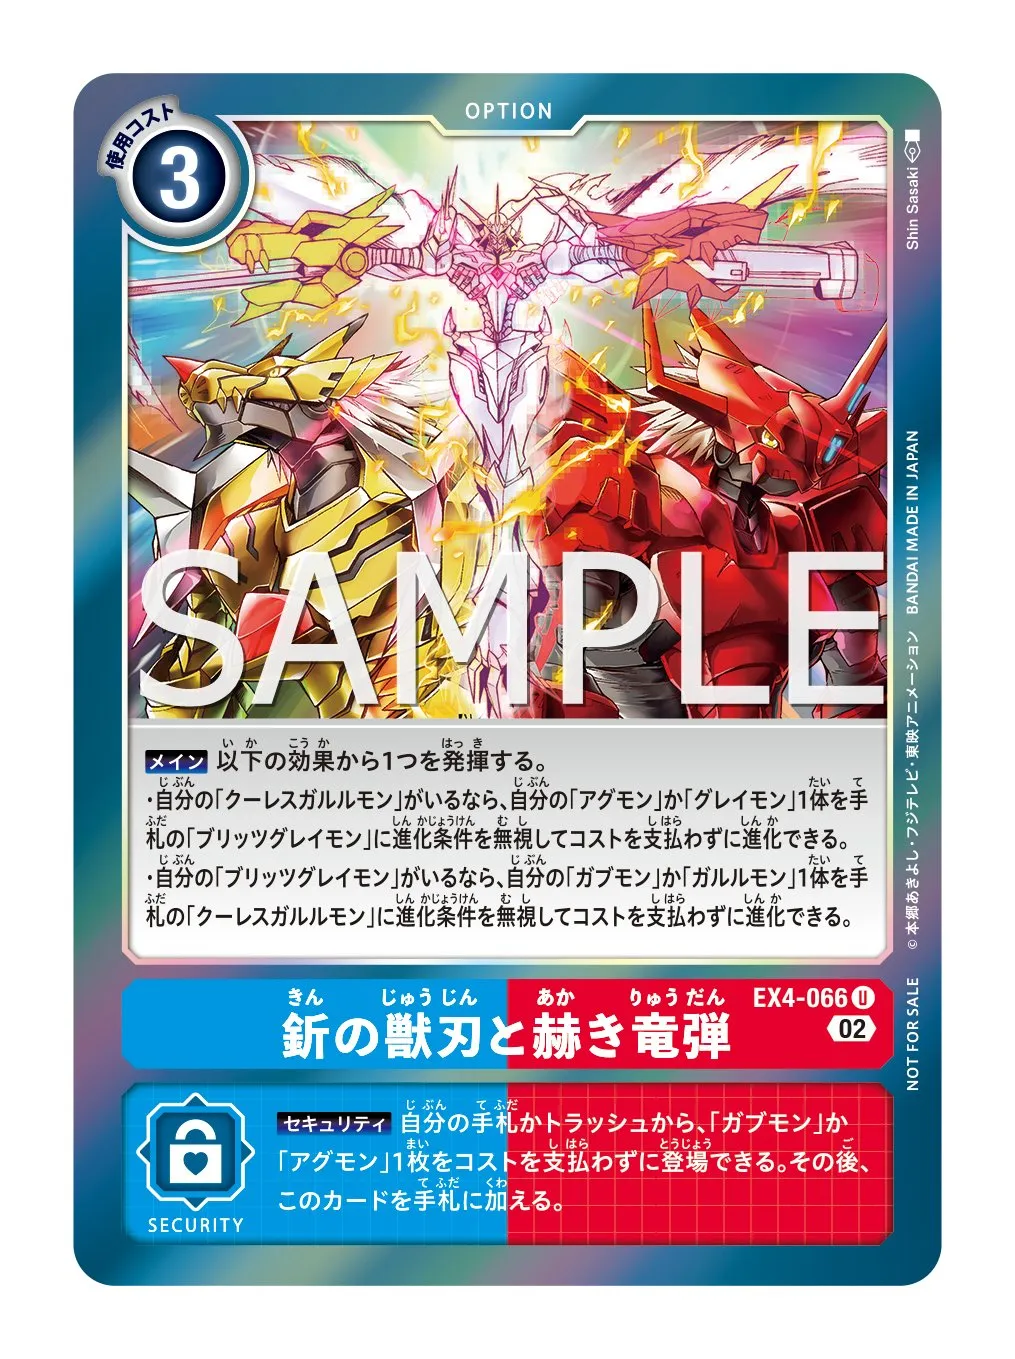 OPTION
使用コスト
3
Shin Sasaki
SAMPLE
メイン 以下の効果から1つを発揮する。
・自分の「クーレスガルルモン」がいるなら、自分の「アグモン」か「グレイモン」1体を手
札の「ブリッツグレイモン」に進化条件を無視してコストを支払わずに進化できる。
・自分の「ブリッツグレイモン」がいるなら、自分の「ガブモン」か「ガルルモン」1体を手
札の「クーレスガルルモン」に進化条件を無視してコストを支払わずに進化できる。
©本郷あきよし・フジテレビ・東映アニメーション BANDAI MADE IN JAPAN
NOT FOR SALE
きん じゅうじん あか りゅうだん
釿の獣刃と赫き竜弾
EX4-066 U
02
セキュリティ 自分の手札かトラッシュから、「ガブモン」か
「アグモン」1枚をコストを支払わずに登場できる。その後、
このカードを手札に加える。
SECURITY